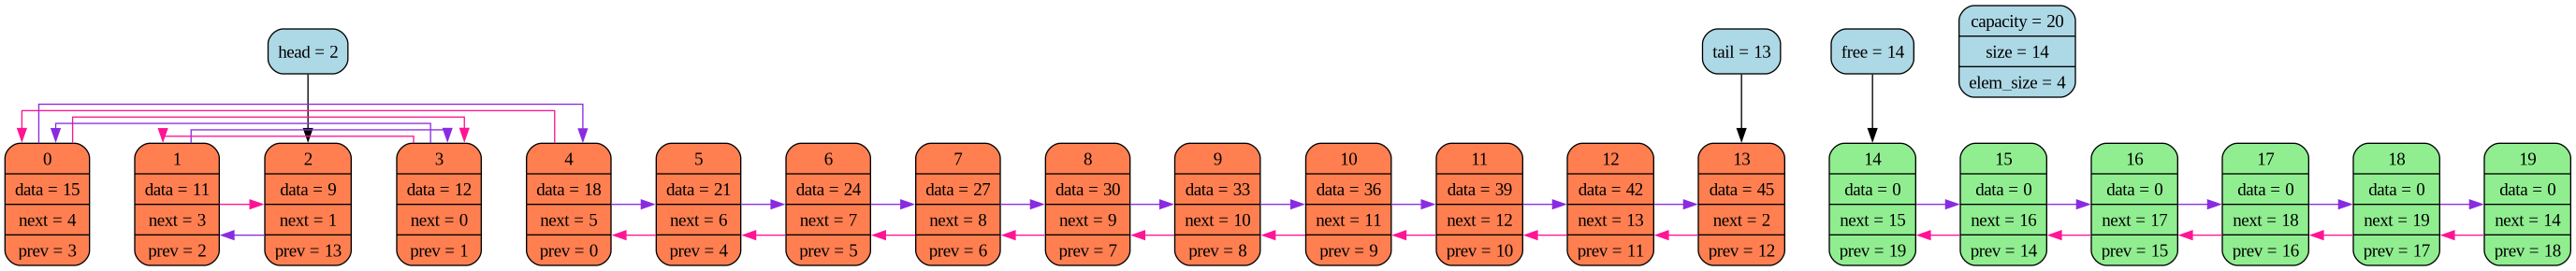 head = 2
tail = 13
free = 14
capacity = 20
size = 14
elem_size = 4
0
data = 15
next = 4
prev = 3
1
data = 11
next = 3
prev = 2
2
data = 9
next = 1
prev = 13
3
data = 12
next = 0
prev = 1
4
data = 18
next = 5
prev = 0
5
data = 21
next = 6
prev = 4
6
data = 24
next = 7
prev = 5
7
data = 27
next = 8
prev = 6
8
data = 30
next = 9
prev = 7
9
data = 33
next = 10
prev = 8
10
data = 36
next = 11
prev = 9
11
data = 39
next = 12
prev = 10
12
data = 42
next = 13
prev = 11
13
data = 45
next = 2
prev = 12
14
data = 0
next = 15
prev = 19
15
data = 0
next = 16
prev = 14
16
data = 0
next = 17
prev = 15
17
data = 0
next = 18
prev = 16
18
data = 0
next = 19
prev = 17
19
data = 0
next = 14
prev = 18